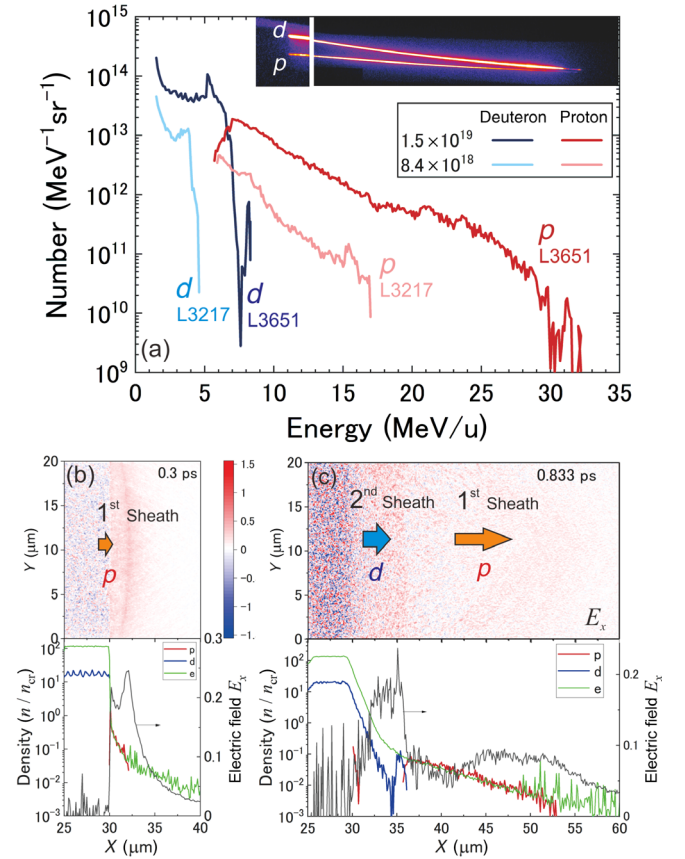 10^15
10^14
10^13
10^12
10^11
10^10
10^9
Number (MeV⁻¹sr⁻¹)
d
p
Deuteron Proton
1.5×10^19
8.4×10^18
d
L3217
d
L3651
p
L3217
p
L3651
(a)
0 5 10 15 20 25 30 35
Energy (MeV/u)
(b)
0.3 ps
1st Sheath
p
20
15
10
5
0
Y (μm)
1.5
1.0
0.5
0
-0.5
-1.
-1.
(c)
0.833 ps
2nd Sheath
1st Sheath
d
p
E_x
20
15
10
5
0
Y (μm)
10^2
10^1
10^0
10^-1
10^-2
10^-3
Density (n / n_cr)
p
d
e
0.3
0.2
0.1
0
Electric field E_x
25 30 35 40
X (μm)
10^2
10^1
10^0
10^-1
10^-2
10^-3
Density (n / n_cr)
p
d
e
0.2
0.1
0
Electric field E_x
25 30 35 40 45 50 55 60
X (μm)